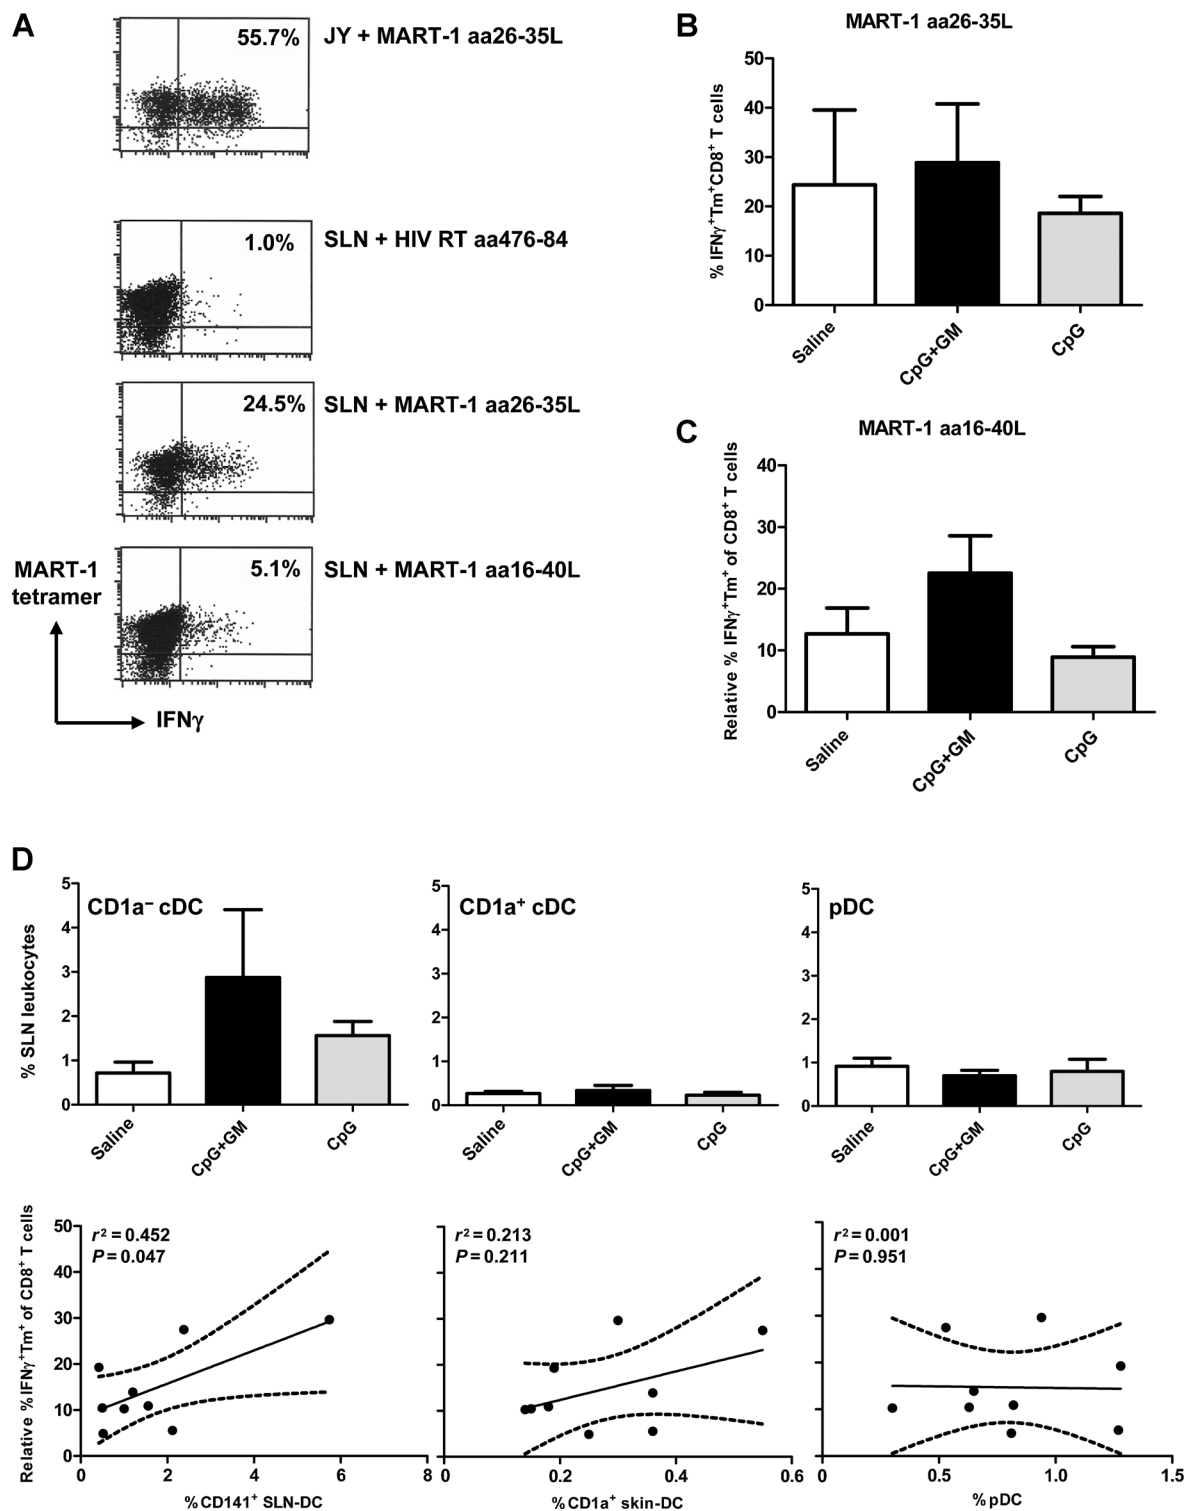 A
55.7%
JY + MART-1 aa26-35L
1.0%
SLN + HIV RT aa476-84
24.5%
SLN + MART-1 aa26-35L
5.1%
SLN + MART-1 aa16-40L
MART-1
tetramer
IFNγ
B
MART-1 aa26-35L
% IFNγ⁺Tm⁺CD8⁺ T cells
50
40
30
20
10
0
Saline
CpG+GM
CpG
C
MART-1 aa16-40L
Relative % IFNγ⁺Tm⁺ of CD8⁺ T cells
40
30
20
10
0
Saline
CpG+GM
CpG
D
% SLN leukocytes
CD1a⁻ cDC
5
4
3
2
1
0
Saline
CpG+GM
CpG
CD1a⁺ cDC
5
4
3
2
1
0
Saline
CpG+GM
CpG
pDC
5
4
3
2
1
0
Saline
CpG+GM
CpG
Relative %IFNγ⁺Tm⁺ of CD8⁺ T cells
50
40
30
20
10
0
r² = 0.452
P = 0.047
0 2 4 6 8
%CD141⁺ SLN-DC
r² = 0.213
P = 0.211
0 0.2 0.4 0.6
%CD1a⁺ skin-DC
r² = 0.001
P = 0.951
0 0.5 1.0 1.5
%pDC